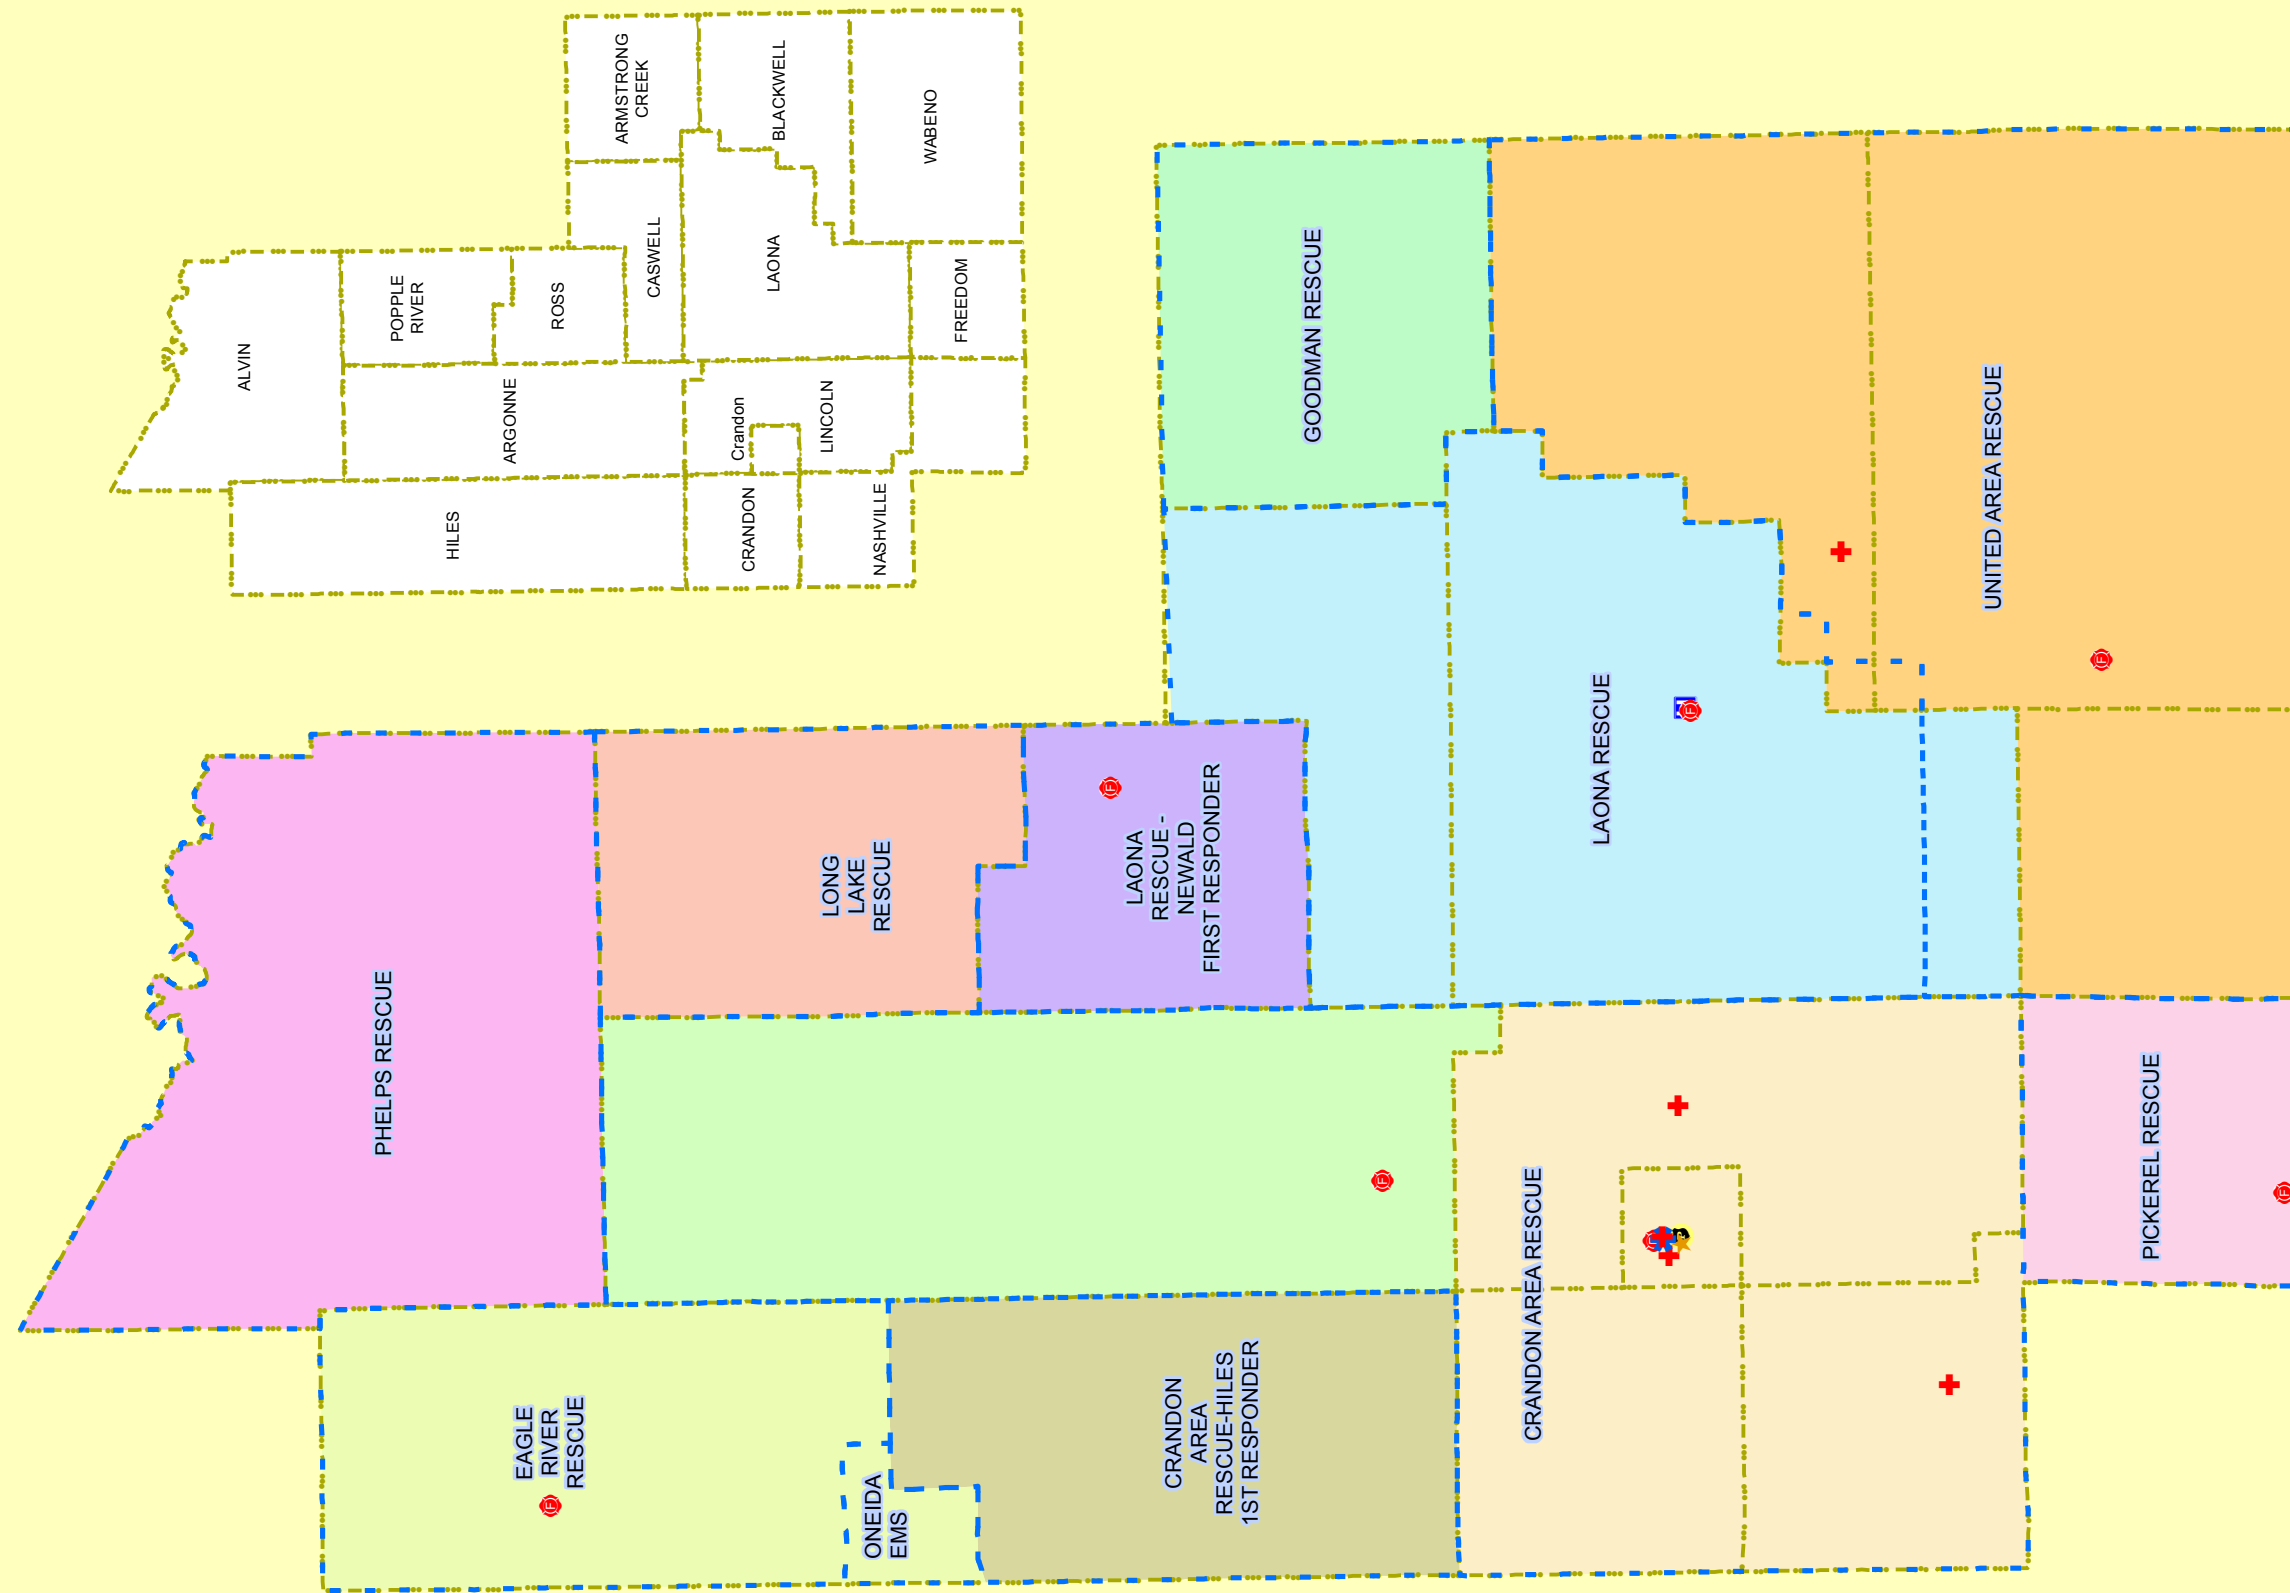 ARMSTRONG
CREEK
BLACKWELL
WABENO
CASWELL
LAONA
FREEDOM
POPPLE
RIVER
ROSS
ALVIN
ARGONNE
Crandon
LINCOLN
HILES
CRANDON
NASHVILLE
GOODMAN RESCUE
UNITED AREA RESCUE
LAONA RESCUE
LONG
LAKE
RESCUE
LAONA
RESCUE -
NEWALD
FIRST RESPONDER
PHELPS RESCUE
PICKEREL RESCUE
CRANDON AREA RESCUE
EAGLE
RIVER
RESCUE
ONEIDA
EMS
CRANDON
AREA
RESCUE-HILES
1ST RESPONDER
F
F
F
F
F
F